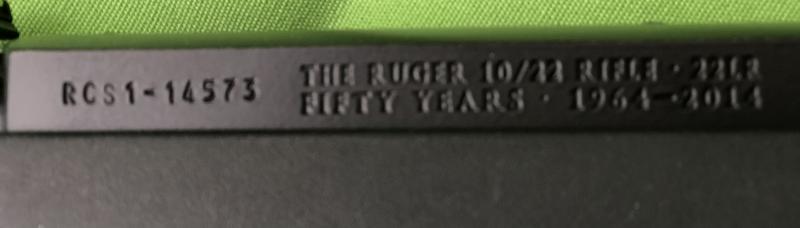 RCS1-14573
THE RUGER 10/22 RIFLE · 22LR
FIFTY YEARS · 1964-2014